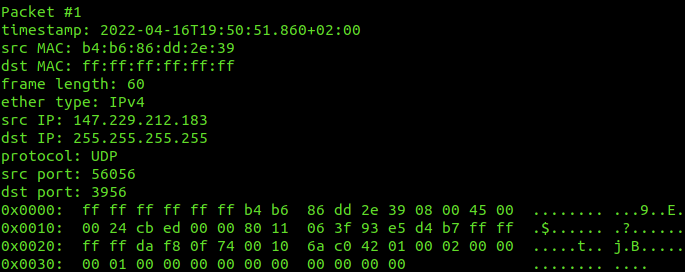 Packet #1
timestamp: 2022-04-16T19:50:51.860+02:00
src MAC: b4:b6:86:dd:2e:39
dst MAC: ff:ff:ff:ff:ff:ff
frame length: 60
ether type: IPv4
src IP: 147.229.212.183
dst IP: 255.255.255.255
protocol: UDP
src port: 56056
dst port: 3956
0x0000:  ff ff ff ff ff ff b4 b6  86 dd 2e 39 08 00 45 00  ........ ...9..E.
0x0010:  00 24 cb ed 00 00 80 11  06 3f 93 e5 d4 b7 ff ff  .$...... .?......
0x0020:  ff ff da f8 0f 74 00 10  6a c0 42 01 00 02 00 00  .....t.. j.B.....
0x0030:  00 01 00 00 00 00 00 00  00 00 00 00  ........ ....